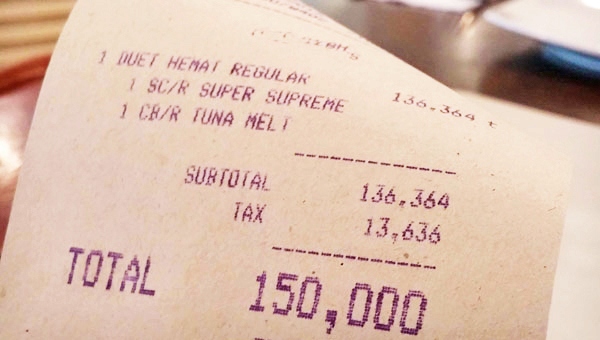 1 DUET HEMAT REGULAR 136.364 t
1 SC/R SUPER SUPREME
1 CB/R TUNA MELT
SUBTOTAL 136,364
TAX 13,636
TOTAL 150,000